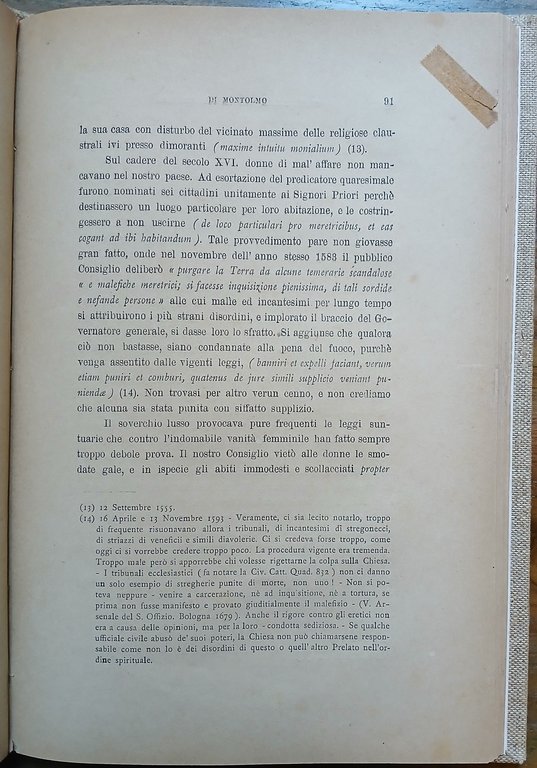 DI MONTOLMO 91
la sua casa con disturbo del vicinato massime delle religiose clau-
strali ivi presso dimoranti ( maxime intuitu monialium ) (13).
Sul cadere del secolo XVI. donne di mal' affare non man-
cavano nel nostro paese. Ad esortazione del predicatore quaresimale
furono nominati sei cittadini unitamente ai Signori Priori perchè
destinassero un luogo particolare per loro abitazione, e le costrin-
gessero a non uscirne ( de loco particulari pro meretricibus, et eas
cogant ad ibi habitandum ). Tale provvedimento pare non giovasse
gran fatto, onde nel novembre dell' anno stesso 1583 il pubblico
Consiglio deliberò « purgare la Terra da alcune temerarie scandalose
« e malefiche meretrici; si facesse inquisizione pienissima, di tali sordide
e nefande persone » alle cui malle ed incantesimi per lungo tempo
si attribuirono i più strani disordini, e implorato il braccio del Go-
vernatore generale, si dasse loro lo sfratto. Si aggiunse che qualora
ciò non bastasse, siano condannate alla pena del fuoco, purchè
venga assentito dalle vigenti leggi, ( banniri et expelli faciant, verum
etiam puniri et comburi, quatenus de jure simili supplicio veniant pu-
niendæ ) (14). Non trovasi per altro verun cenno, e non crediamo
che alcuna sia stata punita con siffatto supplizio.
Il soverchio lusso provocava pure frequenti le leggi sun-
tuarie che contro l'indomabile vanità femminile han fatto sempre
troppo debole prova. Il nostro Consiglio vietò alle donne le smo-
date gale, e in ispecie gli abiti immodesti e scollacciati propter
(13) 12 Settembre 1555.
(14) 16 Aprile e 13 Novembre 1593 - Veramente, ci sia lecito notarlo, troppo
di frequente risuonavano allora i tribunali, di incantesimi di stregonecci,
di striazzi di veneficii e simili diavolerie. Ci si credeva forse troppo, come
oggi ci si vorrebbe credere troppo poco. La procedura vigente era tremenda.
Troppo male però si apporrebbe chi volesse rigettarne la colpa sulla Chiesa.
- I tribunali ecclesiastici ( fa notare la Civ. Catt. Quad. 832 ) non ci danno
un solo esempio di stregherie punite di morte, non uno ! - Non si po-
teva neppure - venire a carcerazione, nè ad inquisitione, nè a tortura, se
prima non fusse manifesto e provato giuditialmente il malefizio - (V. Ar-
senale del S. Offizio. Bologna 1679 ). Anche il rigore contro gli eretici non
era a causa delle opinioni, ma per la loro - condotta sediziosa. - Se qualche
ufficiale civile abusò de' suoi poteri, la Chiesa non può chiamarsene respon-
sabile come non lo è dei disordini di questo o quell' altro Prelato nell'or-
dine spirituale.